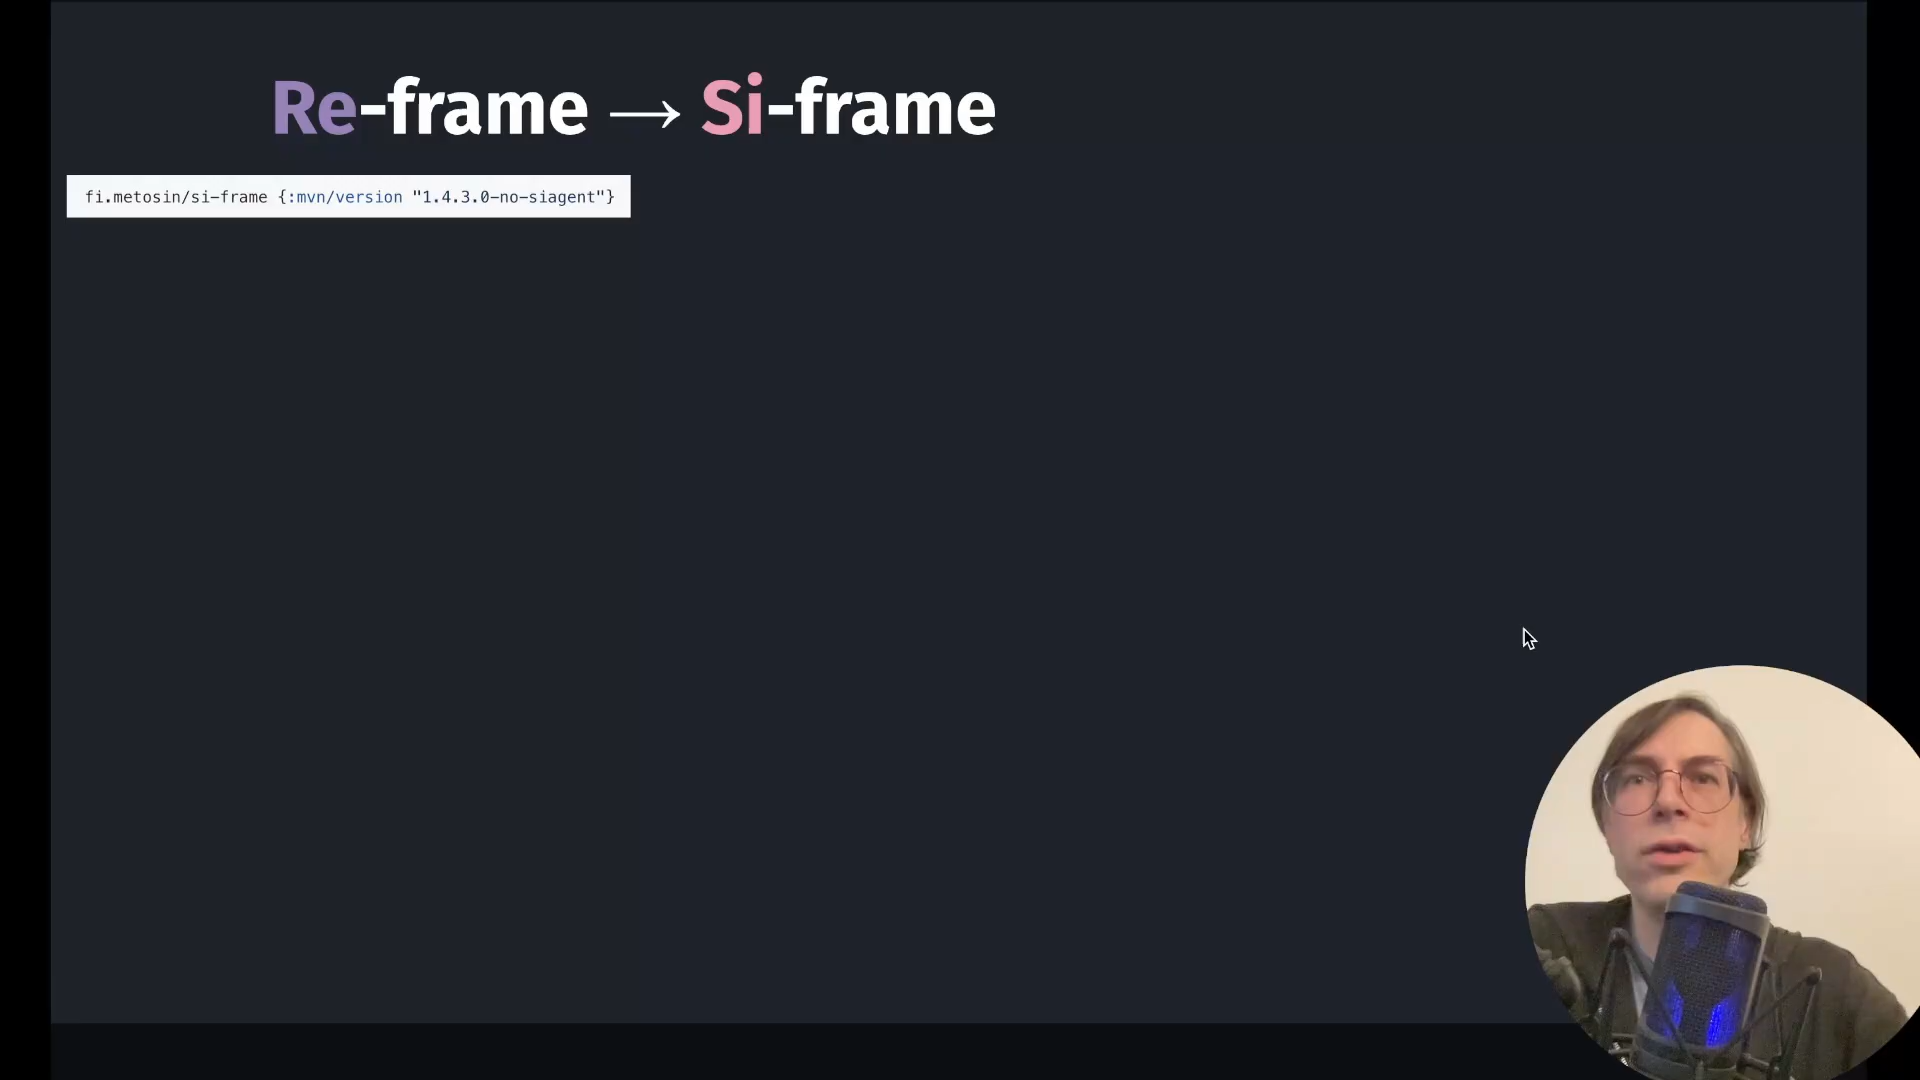 Re-frame → Si-frame
fi.metosin/si-frame {:mvn/version "1.4.3.0-no-siagent"}